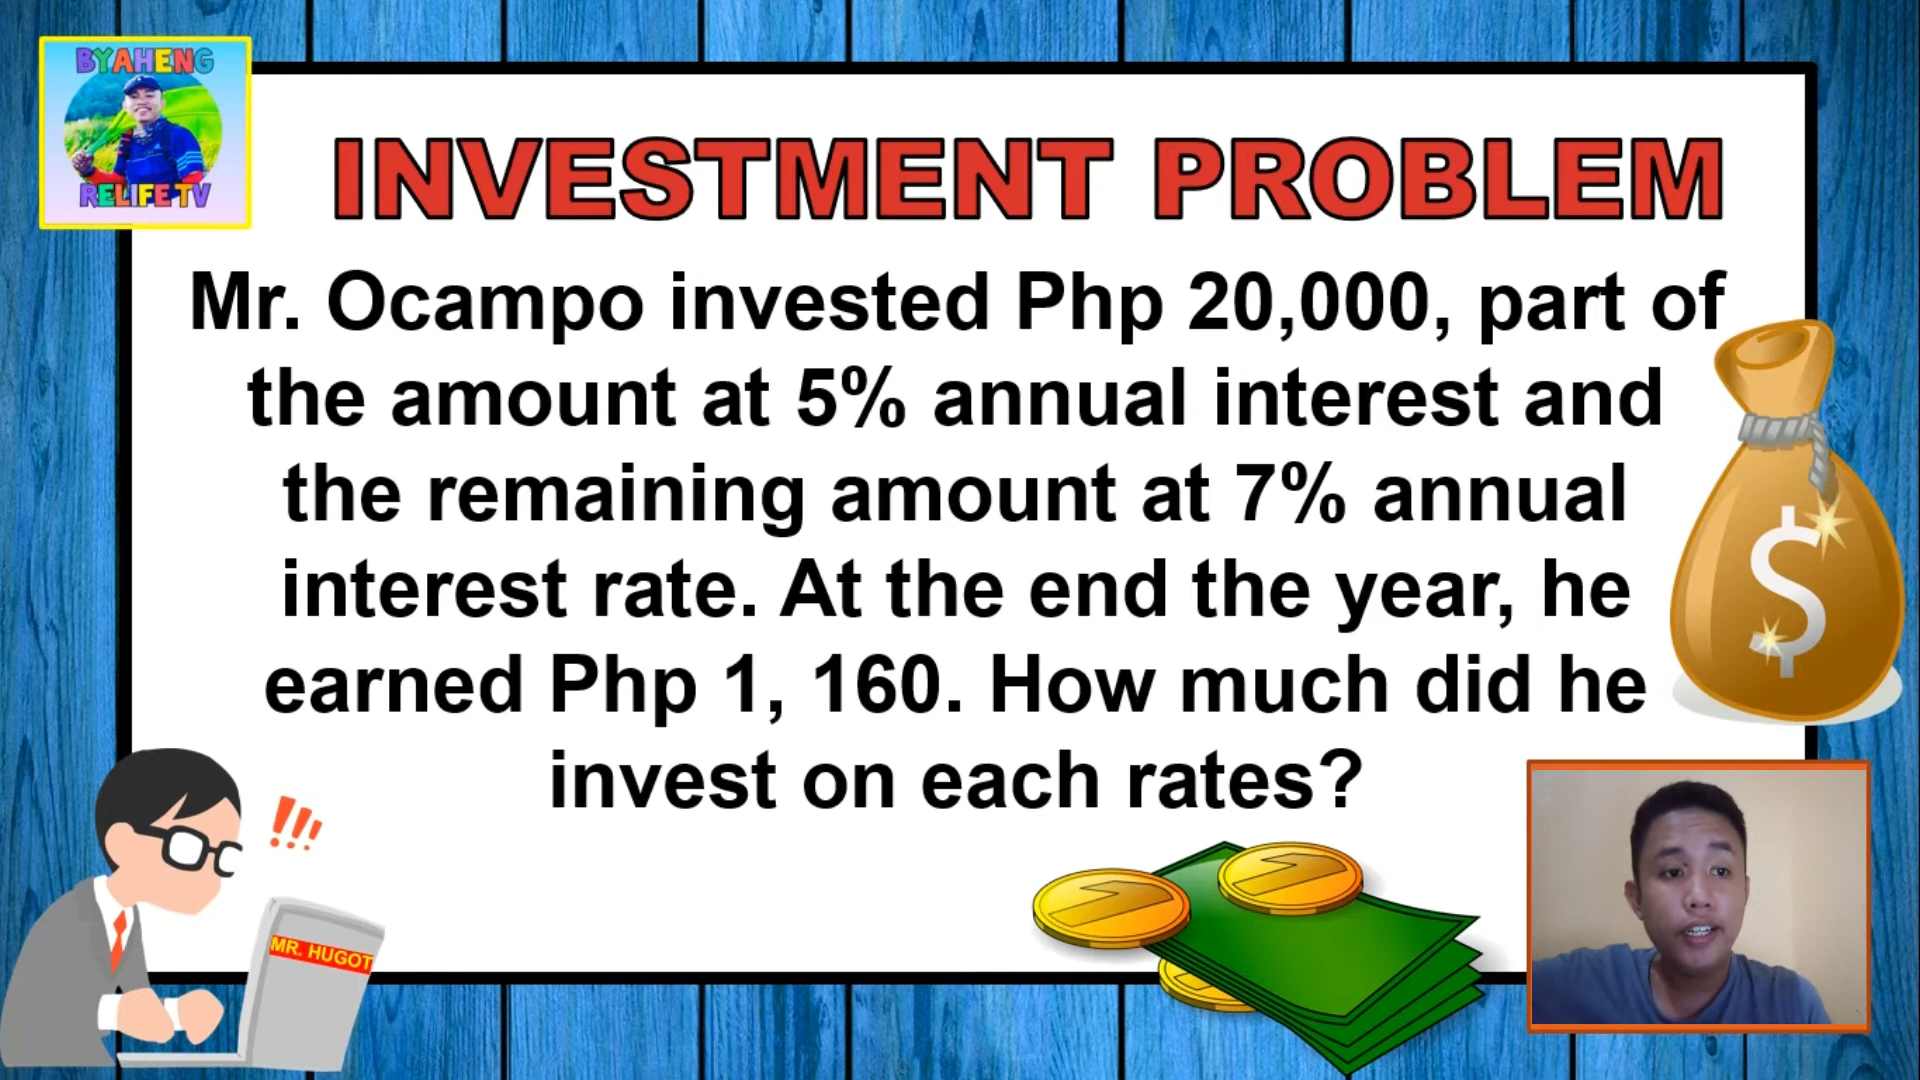 BYAHENG
RELIFE TV
INVESTMENT PROBLEM
Mr. Ocampo invested Php 20,000, part of
the amount at 5% annual interest and
the remaining amount at 7% annual
interest rate. At the end the year, he
earned Php 1, 160. How much did he
invest on each rates?
$
!!!
MR. HUGOT